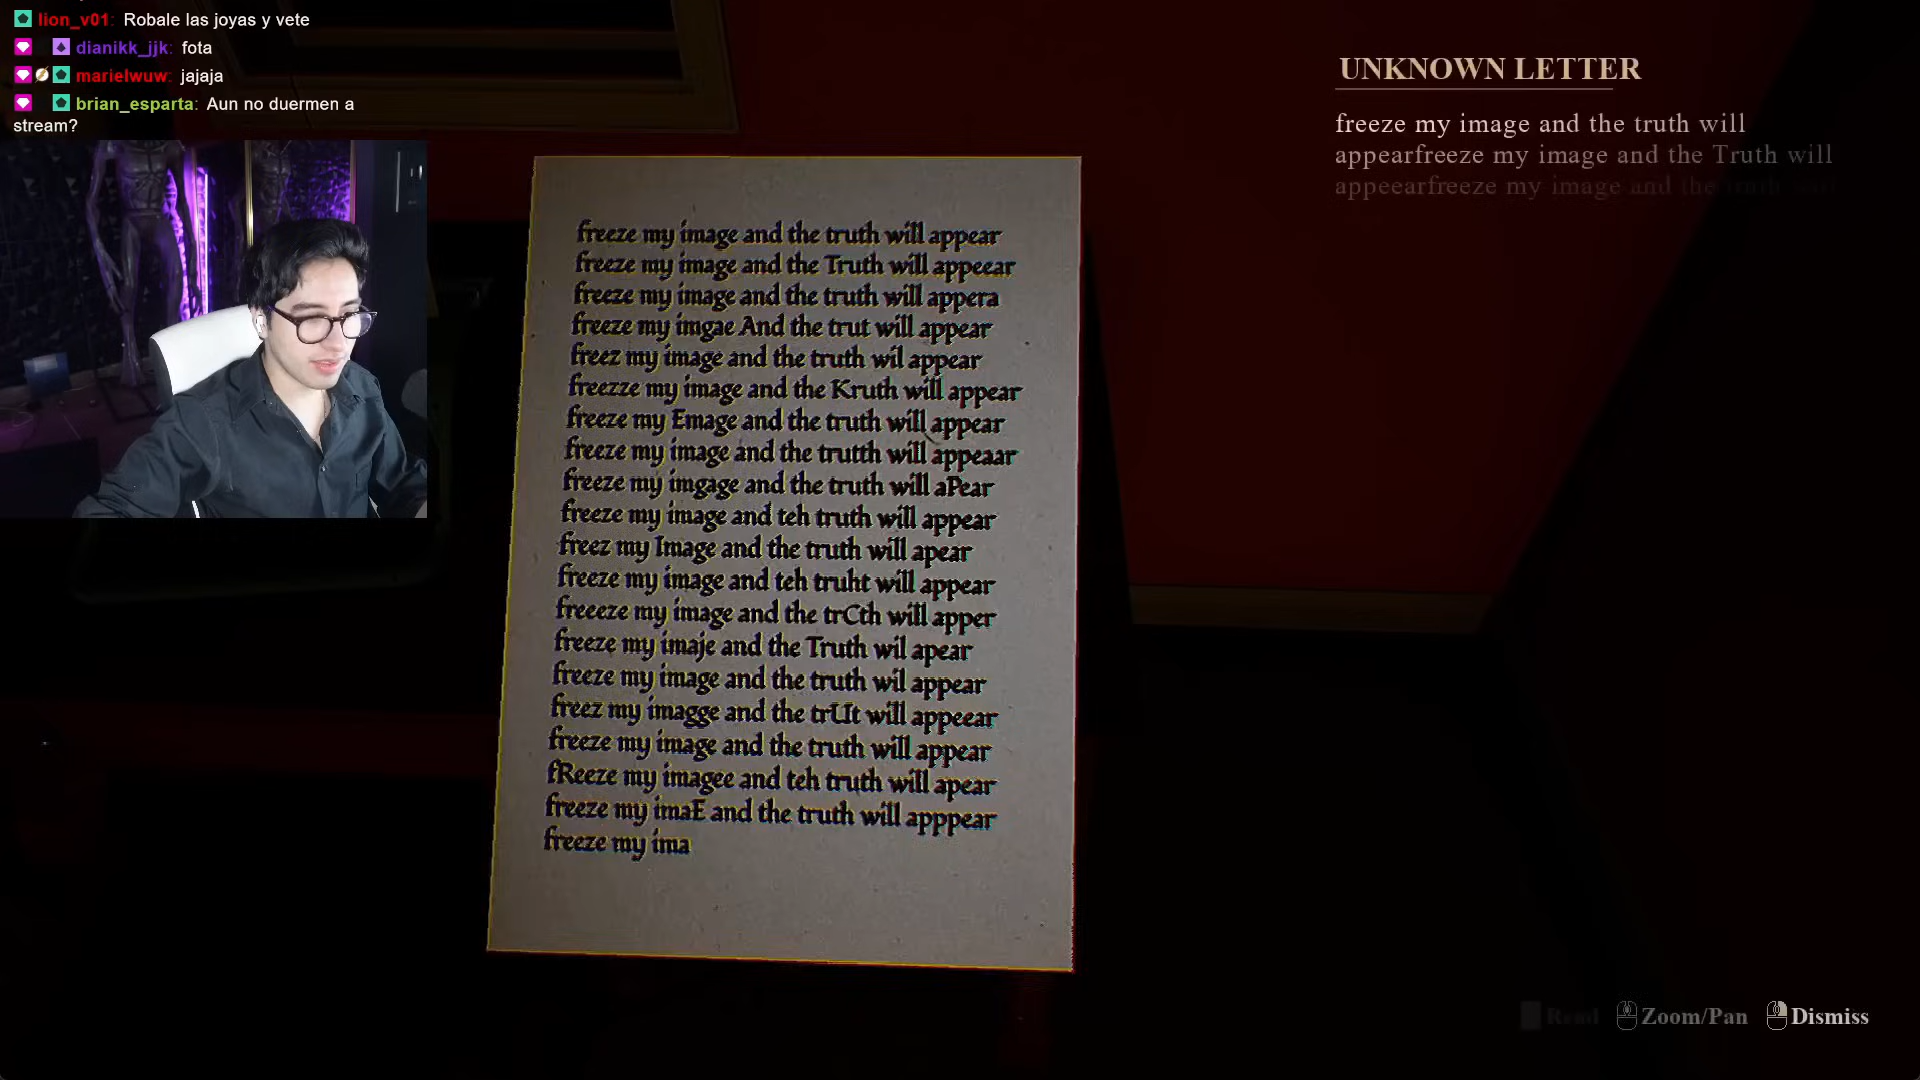 lion_v01: Robale las joyas y vete
dianikk_jjk: fota
marielwuw: jajaja
brian_esparta: Aun no duermen a
stream?
UNKNOWN LETTER
freeze my image and the truth will
appearfreeze my image and the Truth will
appeearfreeze my image and the truth will
freeze my image and the truth will appear
freeze my image and the Truth will appeear
freeze my image and the truth will appera
freeze my imgae And the trut will appear
freez my image and the truth wil appear
freezze my image and the Kruth will appear
freeze my Emage and the truth will appear
freeze my image and the trutth will appeaar
freeze my imgage and the truth will aPear
freeze my image and teh truth will appear
freez my Image and the truth will apear
freeze my image and teh truht will appear
freeeze my image and the trCth will apper
freeze my imaje and the Truth wil apear
freeze my image and the truth wil appear
freez my imagge and the trUt will appeear
freeze my image and the truth will appear
fReeze my imagee and teh truth will apear
freeze my imaE and the truth will apppear
freeze my ima
Read Zoom/Pan Dismiss